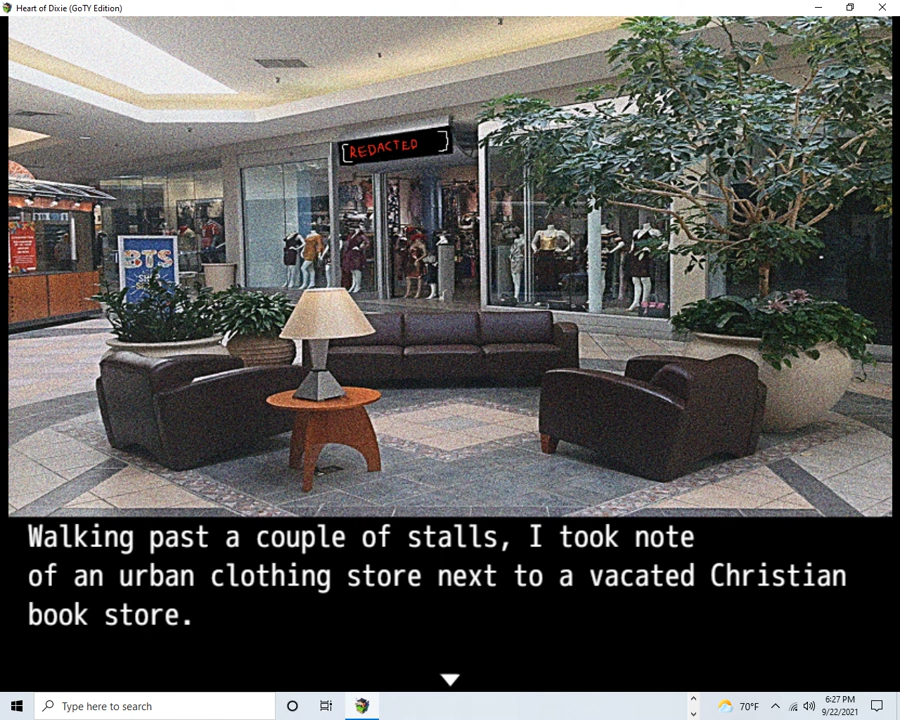 Heart of Dixie (GoTY Edition)
REDACTED
BTS
Walking past a couple of stalls, I took note
of an urban clothing store next to a vacated Christian
book store.
Type here to search
70°F
6:27 PM
9/22/2021